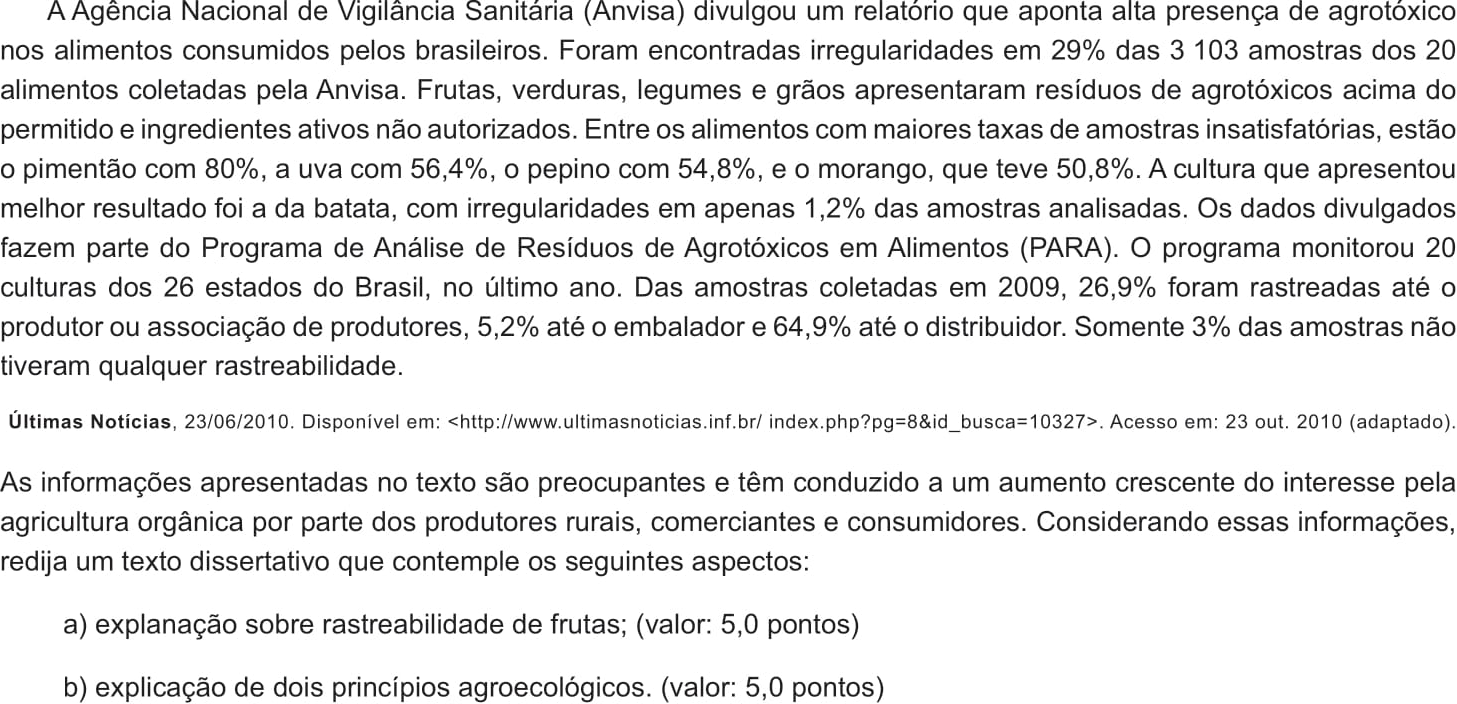 A Agência Nacional de Vigilância Sanitária (Anvisa) divulgou um relatório que aponta alta presença de agrotóxico
nos alimentos consumidos pelos brasileiros. Foram encontradas irregularidades em 29% das 3 103 amostras dos 20
alimentos coletadas pela Anvisa. Frutas, verduras, legumes e grãos apresentaram resíduos de agrotóxicos acima do
permitido e ingredientes ativos não autorizados. Entre os alimentos com maiores taxas de amostras insatisfatórias, estão
o pimentão com 80%, a uva com 56,4%, o pepino com 54,8%, e o morango, que teve 50,8%. A cultura que apresentou
melhor resultado foi a da batata, com irregularidades em apenas 1,2% das amostras analisadas. Os dados divulgados
fazem parte do Programa de Análise de Resíduos de Agrotóxicos em Alimentos (PARA). O programa monitorou 20
culturas dos 26 estados do Brasil, no último ano. Das amostras coletadas em 2009, 26,9% foram rastreadas até o
produtor ou associação de produtores, 5,2% até o embalador e 64,9% até o distribuidor. Somente 3% das amostras não
tiveram qualquer rastreabilidade.
Últimas Notícias, 23/06/2010. Disponível em: <http://www.ultimasnoticias.inf.br/ index.php?pg=8&id_busca=10327>. Acesso em: 23 out. 2010 (adaptado).
As informações apresentadas no texto são preocupantes e têm conduzido a um aumento crescente do interesse pela
agricultura orgânica por parte dos produtores rurais, comerciantes e consumidores. Considerando essas informações,
redija um texto dissertativo que contemple os seguintes aspectos:
a) explanação sobre rastreabilidade de frutas; (valor: 5,0 pontos)
b) explicação de dois princípios agroecológicos. (valor: 5,0 pontos)